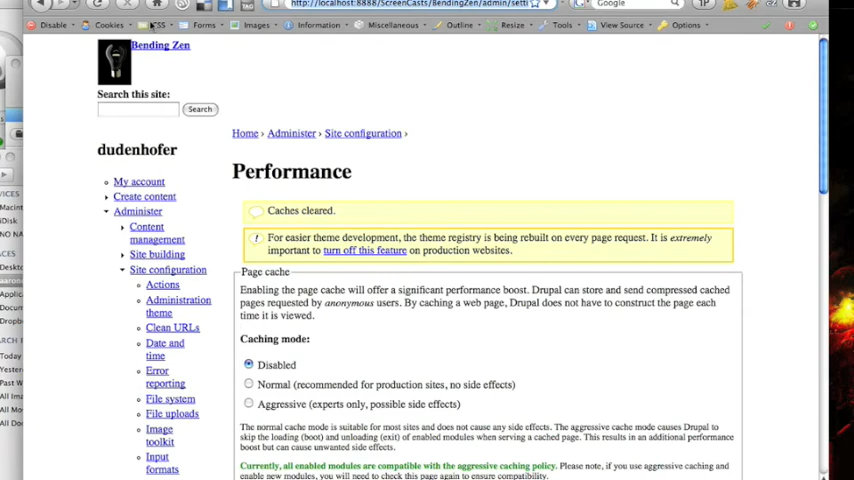 http://localhost:8888/ScreenCasts/BendingZen/admin/setti
Google
Disable
Cookies
CSS
Forms
Images
Information
Miscellaneous
Outline
Resize
Tools
View Source
Options
Bending Zen
Search this site:
Search
dudenhofer
My account
Create content
Administer
Content
management
Site building
Site configuration
Actions
Administration
theme
Clean URLs
Date and
time
Error
reporting
File system
File uploads
Image
toolkit
Input
formats
Home › Administer › Site configuration ›
Performance
Caches cleared.
For easier theme development, the theme registry is being rebuilt on every page request. It is extremely
important to turn off this feature on production websites.
Page cache
Enabling the page cache will offer a significant performance boost. Drupal can store and send compressed cached
pages requested by anonymous users. By caching a web page, Drupal does not have to construct the page each
time it is viewed.
Caching mode:
Disabled
Normal (recommended for production sites, no side effects)
Aggressive (experts only, possible side effects)
The normal cache mode is suitable for most sites and does not cause any side effects. The aggressive cache mode causes Drupal to
skip the loading (boot) and unloading (exit) of enabled modules when serving a cached page. This results in an additional performance
boost but can cause unwanted side effects.
Currently, all enabled modules are compatible with the aggressive caching policy. Please note, if you use aggressive caching and
enable new modules, you will need to check this page again to ensure compatibility.